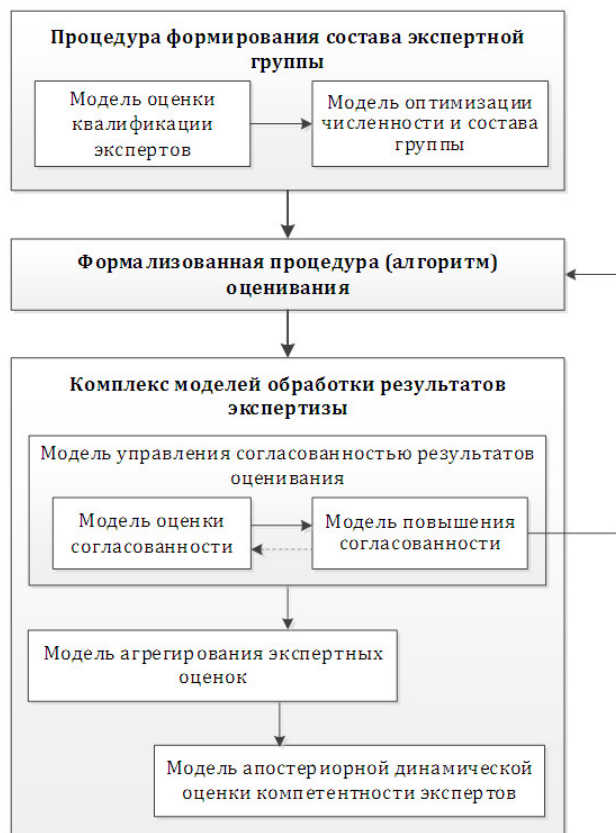 Процедура формирования состава экспертной
группы
Модель оценки
квалификации
экспертов
Модель оптимизации
численности и состава
группы
Формализованная процедура (алгоритм)
оценивания
Комплекс моделей обработки результатов
экспертизы
Модель управления согласованностью результатов
оценивания
Модель оценки
согласованности
Модель повышения
согласованности
Модель агрегирования экспертных
оценок
Модель апостериорной динамической
оценки компетентности экспертов